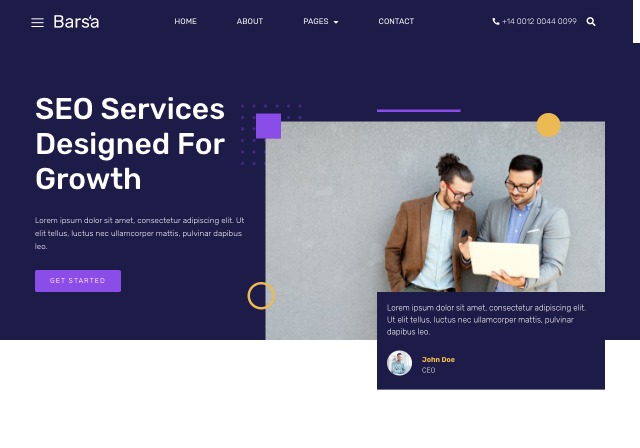 Bars'a
HOME
ABOUT
PAGES
CONTACT
+14 0012 0044 0099
SEO Services
Designed For
Growth
Lorem ipsum dolor sit amet, consectetur adipiscing elit. Ut
elit tellus, luctus nec ullamcorper mattis, pulvinar dapibus
leo.
GET STARTED
Lorem ipsum dolor sit amet, consectetur adipiscing elit.
Ut elit tellus, luctus nec ullamcorper mattis, pulvinar
dapibus leo.
John Doe
CEO